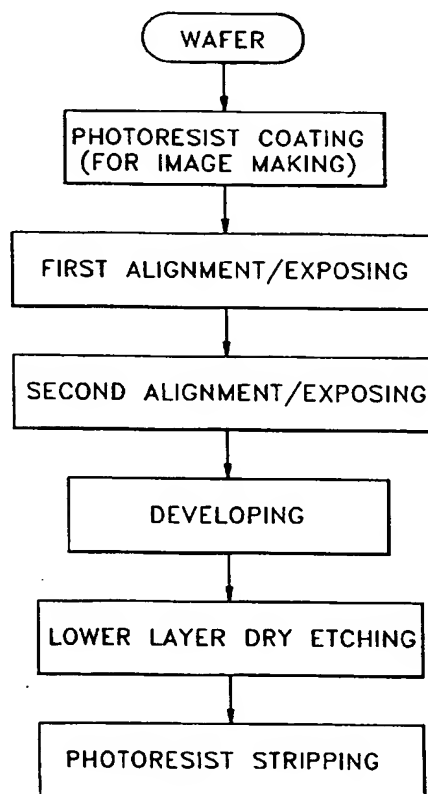 WAFER
PHOTORESIST COATING
(FOR IMAGE MAKING)
FIRST ALIGNMENT/EXPOSING
SECOND ALIGNMENT/EXPOSING
DEVELOPING
LOWER LAYER DRY ETCHING
PHOTORESIST STRIPPING